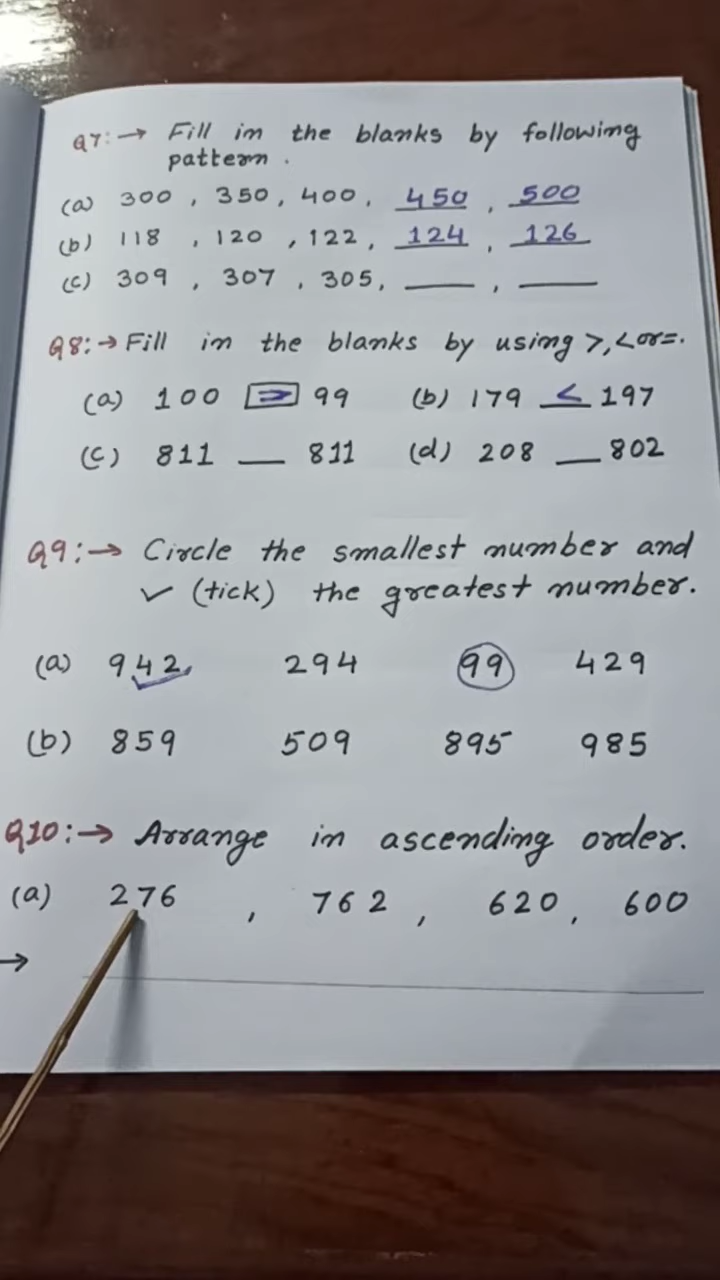 Q7:→ Fill in the blanks by following
pattern.
(a) 300, 350, 400, 450, 500
(b) 118, 120, 122, 124, 126
(c) 309, 307, 305, ___, ___
Q8:→ Fill in the blanks by using >,< or =.
(a) 100 > 99 (b) 179 < 197
(c) 811 __ 811 (d) 208 __ 802
Q9:→ Circle the smallest number and
✓ (tick) the greatest number.
(a) 942 294 99 429
(b) 859 509 895 985
Q10:→ Arrange in ascending order.
(a) 276, 762, 620, 600
→